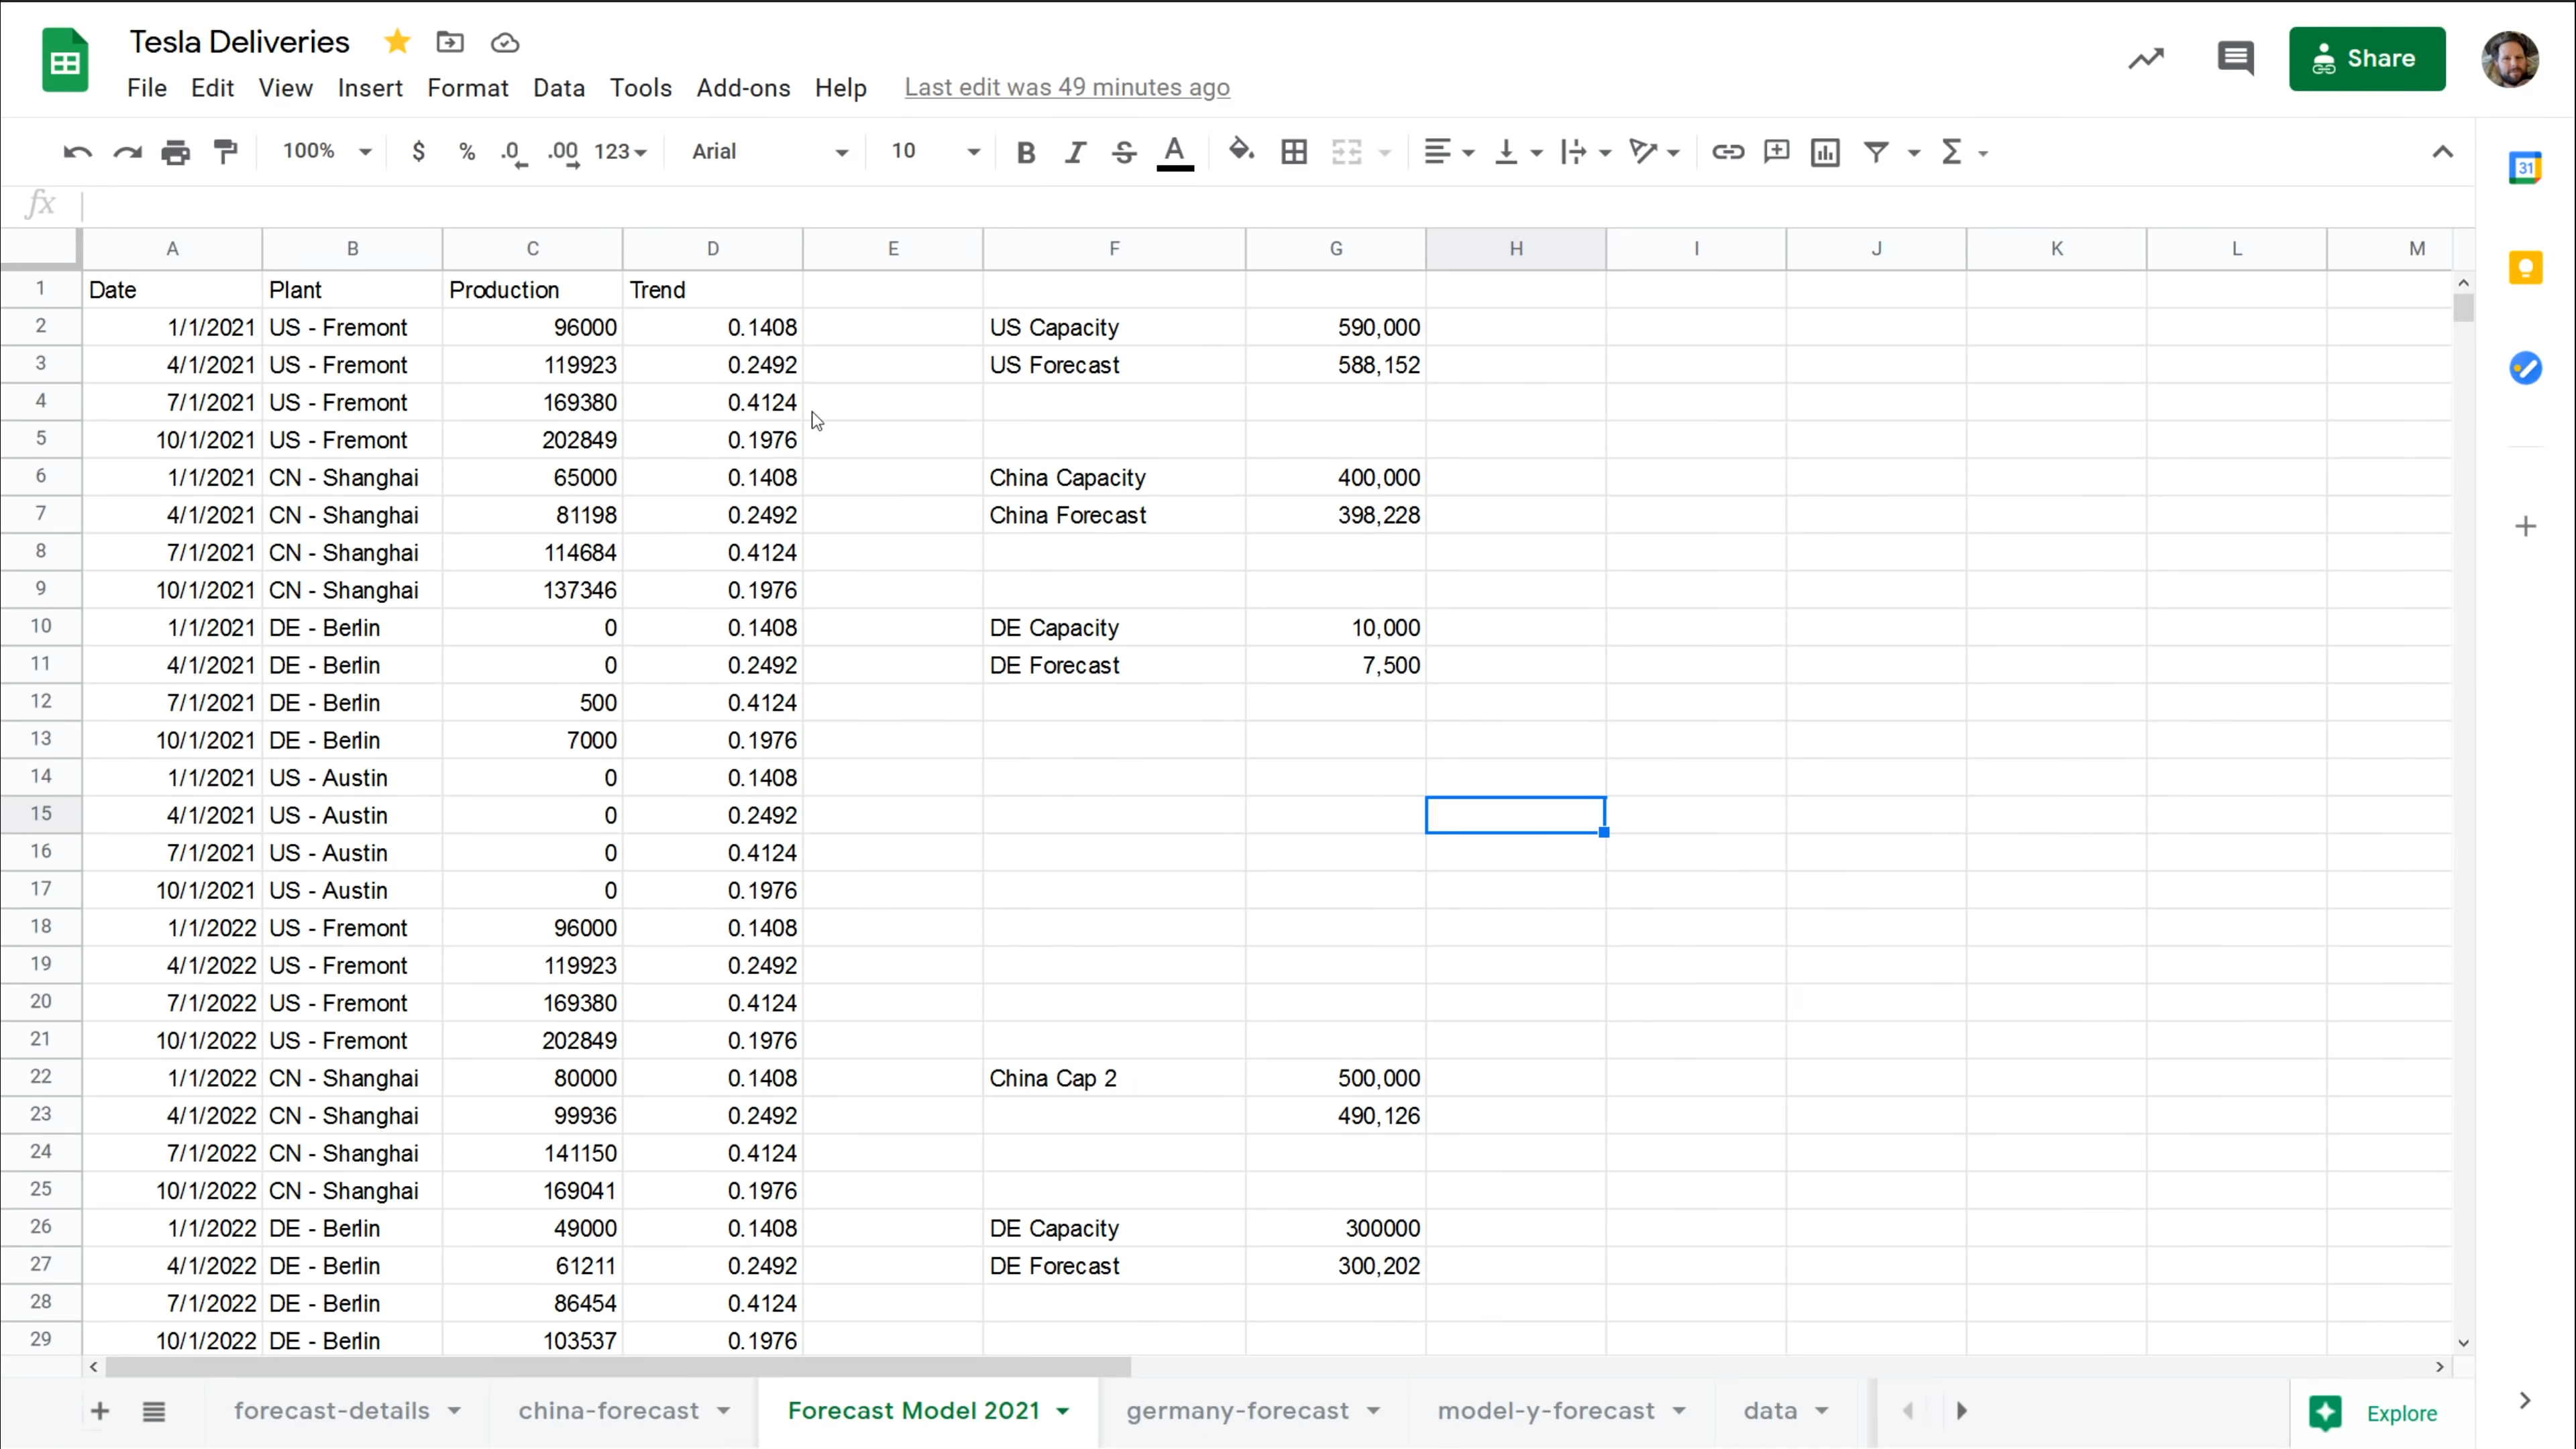 Tesla Deliveries
File Edit View Insert Format Data Tools Add-ons Help Last edit was 49 minutes ago
Share
100% $ % .0 .00 123 Arial 10 B I S A Σ
31
fx
A B C D E F G H I J K L M
1 Date Plant Production Trend
2 1/1/2021 US - Fremont 96000 0.1408 US Capacity 590,000
3 4/1/2021 US - Fremont 119923 0.2492 US Forecast 588,152
4 7/1/2021 US - Fremont 169380 0.4124
5 10/1/2021 US - Fremont 202849 0.1976
6 1/1/2021 CN - Shanghai 65000 0.1408 China Capacity 400,000
7 4/1/2021 CN - Shanghai 81198 0.2492 China Forecast 398,228
8 7/1/2021 CN - Shanghai 114684 0.4124
9 10/1/2021 CN - Shanghai 137346 0.1976
10 1/1/2021 DE - Berlin 0 0.1408 DE Capacity 10,000
11 4/1/2021 DE - Berlin 0 0.2492 DE Forecast 7,500
12 7/1/2021 DE - Berlin 500 0.4124
13 10/1/2021 DE - Berlin 7000 0.1976
14 1/1/2021 US - Austin 0 0.1408
15 4/1/2021 US - Austin 0 0.2492
16 7/1/2021 US - Austin 0 0.4124
17 10/1/2021 US - Austin 0 0.1976
18 1/1/2022 US - Fremont 96000 0.1408
19 4/1/2022 US - Fremont 119923 0.2492
20 7/1/2022 US - Fremont 169380 0.4124
21 10/1/2022 US - Fremont 202849 0.1976
22 1/1/2022 CN - Shanghai 80000 0.1408 China Cap 2 500,000
23 4/1/2022 CN - Shanghai 99936 0.2492 490,126
24 7/1/2022 CN - Shanghai 141150 0.4124
25 10/1/2022 CN - Shanghai 169041 0.1976
26 1/1/2022 DE - Berlin 49000 0.1408 DE Capacity 300000
27 4/1/2022 DE - Berlin 61211 0.2492 DE Forecast 300,202
28 7/1/2022 DE - Berlin 86454 0.4124
29 10/1/2022 DE - Berlin 103537 0.1976
forecast-details china-forecast Forecast Model 2021 germany-forecast model-y-forecast data Explore